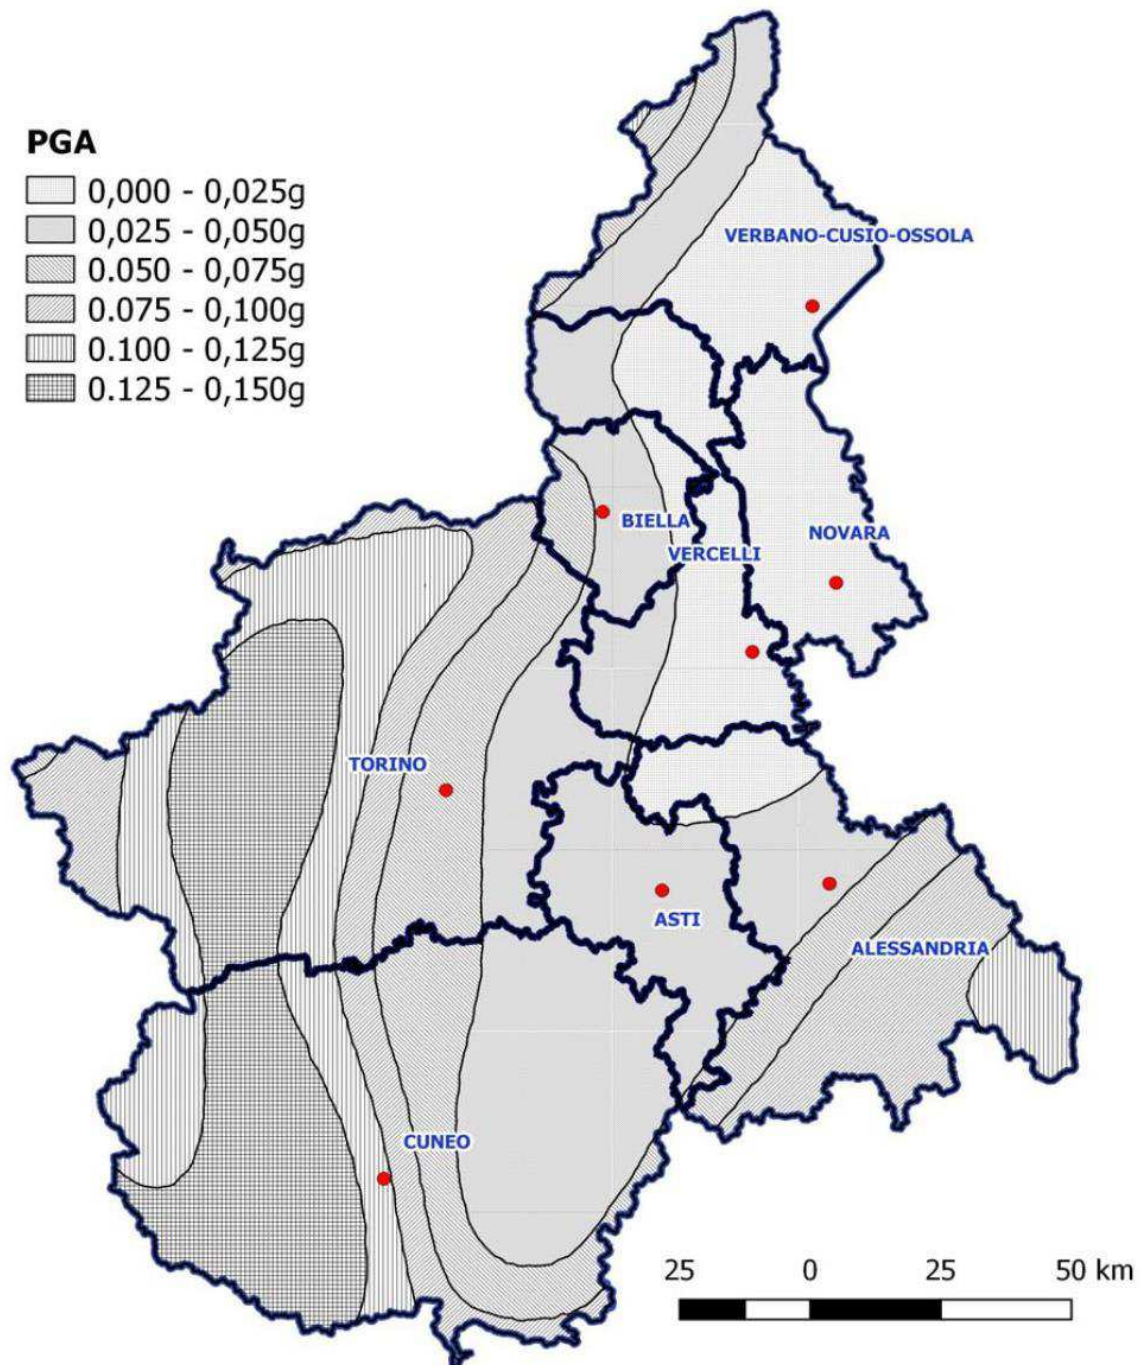 PGA
0,000 - 0,025g
0,025 - 0,050g
0.050 - 0,075g
0.075 - 0,100g
0.100 - 0,125g
0.125 - 0,150g
VERBANO-CUSIO-OSSOLA
BIELLA
NOVARA
VERCELLI
TORINO
ASTI
ALESSANDRIA
CUNEO
25 0 25 50 km